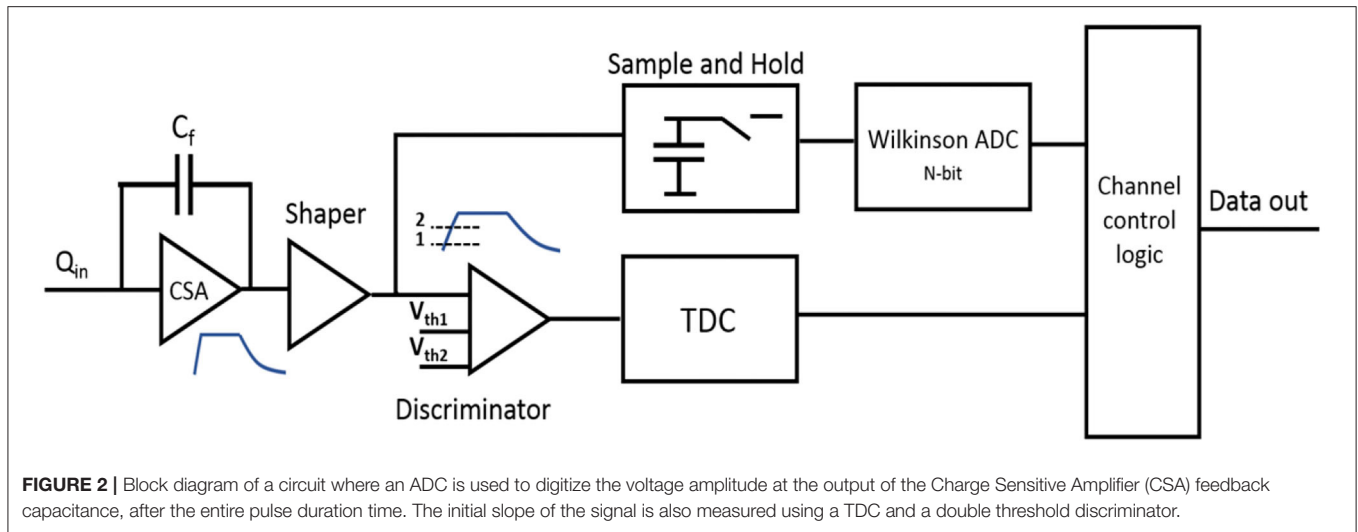 Sample and Hold
C_f
Wilkinson ADC
N-bit
Shaper
2
1
Channel
control
logic
Data out
Q_in
CSA
V_th1
V_th2
TDC
Discriminator
FIGURE 2 | Block diagram of a circuit where an ADC is used to digitize the voltage amplitude at the output of the Charge Sensitive Amplifier (CSA) feedback
capacitance, after the entire pulse duration time. The initial slope of the signal is also measured using a TDC and a double threshold discriminator.